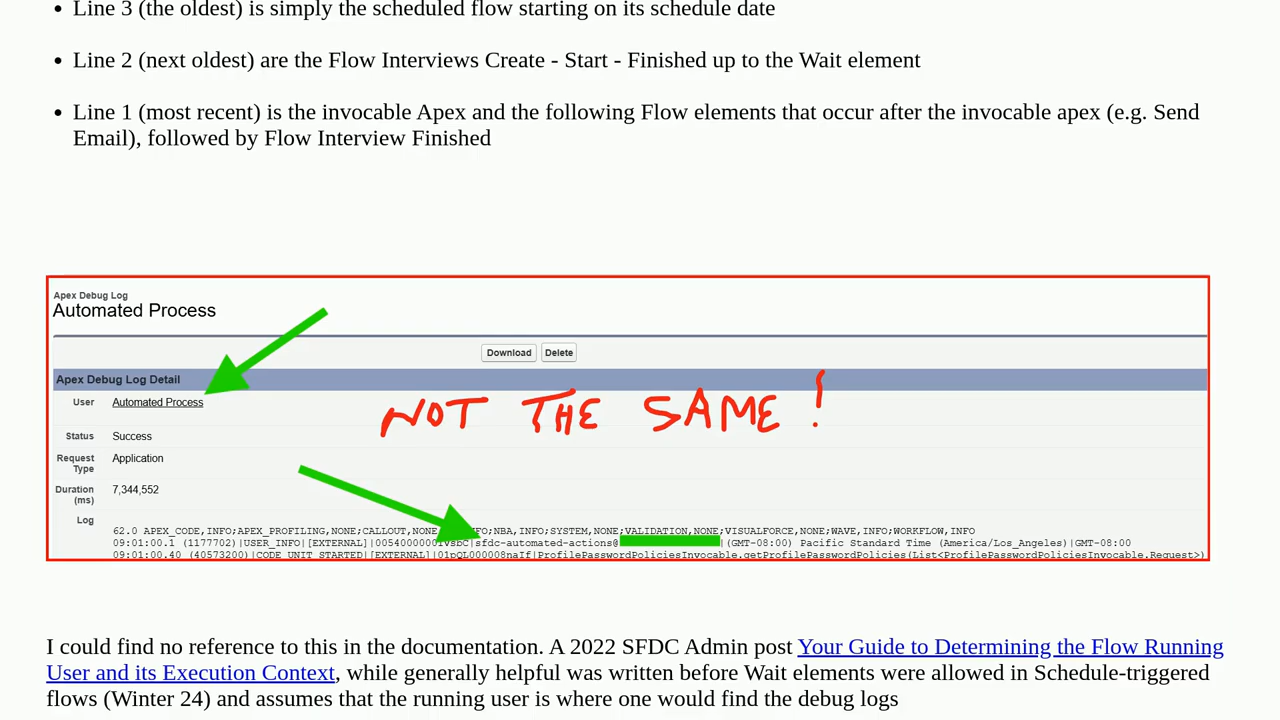 • Line 3 (the oldest) is simply the scheduled flow starting on its schedule date
• Line 2 (next oldest) are the Flow Interviews Create - Start - Finished up to the Wait element
• Line 1 (most recent) is the invocable Apex and the following Flow elements that occur after the invocable apex (e.g. Send
Email), followed by Flow Interview Finished
Apex Debug Log
Automated Process
Download Delete
Apex Debug Log Detail
User Automated Process
NOT THE SAME !
Status Success
Request Type Application
Duration (ms) 7,344,552
Log
62.0 APEX_CODE,INFO;APEX_PROFILING,NONE;CALLOUT,NONE FO;NBA,INFO;SYSTEM,NONE;VALIDATION,NONE;VISUALFORCE,NONE;WAVE,INFO;WORKFLOW,INFO
09:01:00.1 (1177702)|USER_INFO|[EXTERNAL]||sfdc-automated-actions@ |(GMT-08:00) Pacific Standard Time (America/Los_Angeles)|GMT-08:00
09:01:00.40 (40573200)|CODE_UNIT_STARTED|[EXTERNAL]|01pQL000008naIf|ProfilePasswordPoliciesInvocable.getProfilePasswordPolicies(List<ProfilePasswordPoliciesInvocable.Request>)
I could find no reference to this in the documentation. A 2022 SFDC Admin post Your Guide to Determining the Flow Running
User and its Execution Context, while generally helpful was written before Wait elements were allowed in Schedule-triggered
flows (Winter 24) and assumes that the running user is where one would find the debug logs